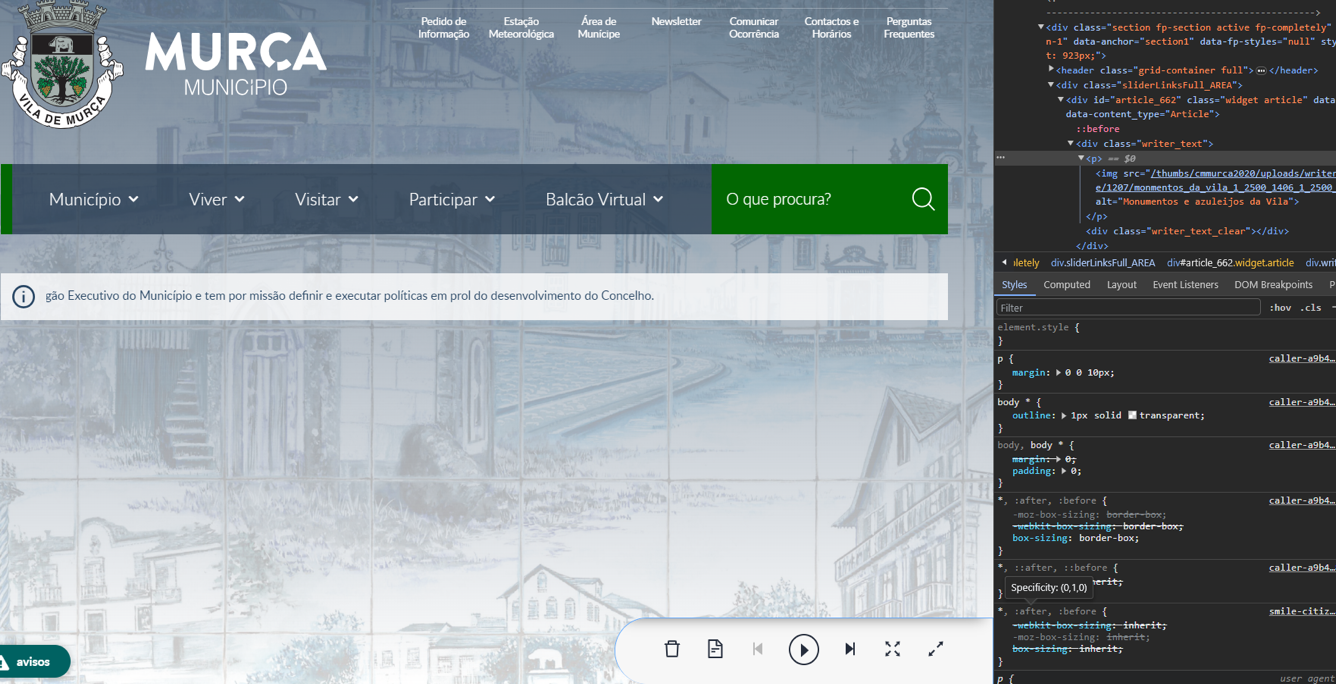 Pedido de
Informação
Estação
Meteorológica
Área de
Munícipe
Newsletter
Comunicar
Ocorrência
Contactos e
Horários
Perguntas
Frequentes
MURÇA
MUNICÍPIO
VILA DE MURÇA
Município
Viver
Visitar
Participar
Balcão Virtual
O que procura?
gão Executivo do Município e tem por missão definir e executar políticas em prol do desenvolvimento do Concelho.
avisos
-------------------------------------------->
<div class="section fp-section active fp-completely"
n-1" data-anchor="section1" data-fp-styles="null" sty
t: 923px;">
<header class="grid-container full">…</header>
<div class="sliderLinksFull_AREA">
<div id="article_662" class="widget article" data
data-content_type="Article">
::before
<div class="writer_text">
… <p> == $0
<img src="/thumbs/cmmurca2020/uploads/writer
e/1207/monmentos_da_vila_1_2500_1406_1_2500_
alt="Monumentos e azuleijos da Vila">
</p>
<div class="writer_text_clear"></div>
</div>
oletely div.sliderLinksFull_AREA div#article_662.widget.article div.writ
Styles Computed Layout Event Listeners DOM Breakpoints P
Filter :hov .cls
element.style {
}
p { caller-a9b4…
margin: 0 0 10px;
}
body * { caller-a9b4…
outline: 1px solid transparent;
}
body, body * { caller-a9b4…
margin: 0;
padding: 0;
}
*, :after, :before { caller-a9b4…
-moz-box-sizing: border-box;
-webkit-box-sizing: border-box;
box-sizing: border-box;
}
*, ::after, ::before { caller-a9b4…
herit;
}
Specificity: (0,1,0)
*, :after, :before { smile-citiz…
-webkit-box-sizing: inherit;
-moz-box-sizing: inherit;
box-sizing: inherit;
}
p { user agent